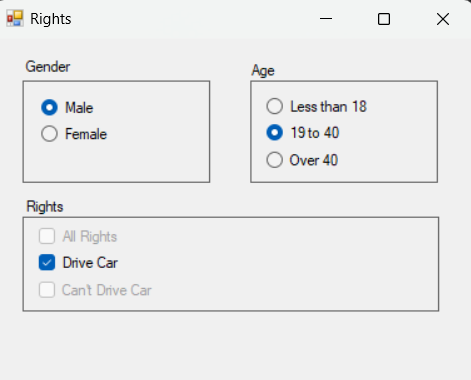 Rights
Gender
Age
Male
Female
Less than 18
19 to 40
Over 40
Rights
All Rights
Drive Car
Can't Drive Car